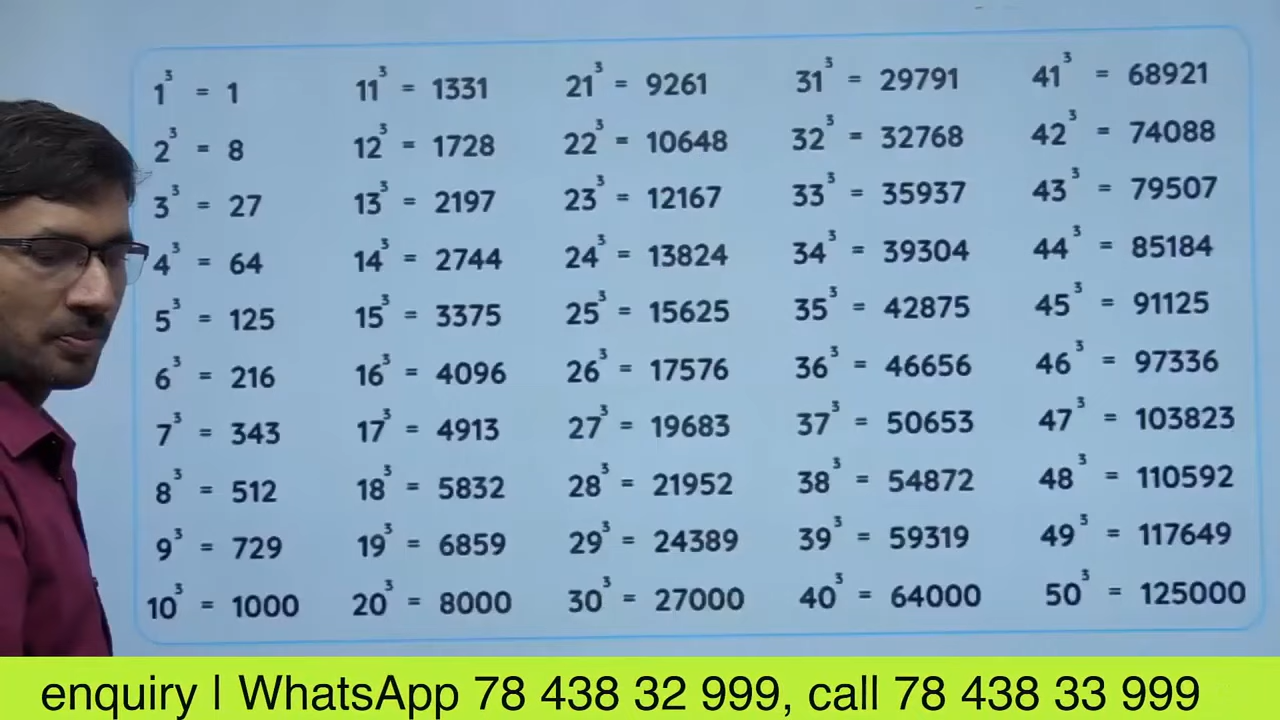 1³ = 1
2³ = 8
3³ = 27
4³ = 64
5³ = 125
6³ = 216
7³ = 343
8³ = 512
9³ = 729
10³ = 1000
11³ = 1331
12³ = 1728
13³ = 2197
14³ = 2744
15³ = 3375
16³ = 4096
17³ = 4913
18³ = 5832
19³ = 6859
20³ = 8000
21³ = 9261
22³ = 10648
23³ = 12167
24³ = 13824
25³ = 15625
26³ = 17576
27³ = 19683
28³ = 21952
29³ = 24389
30³ = 27000
31³ = 29791
32³ = 32768
33³ = 35937
34³ = 39304
35³ = 42875
36³ = 46656
37³ = 50653
38³ = 54872
39³ = 59319
40³ = 64000
41³ = 68921
42³ = 74088
43³ = 79507
44³ = 85184
45³ = 91125
46³ = 97336
47³ = 103823
48³ = 110592
49³ = 117649
50³ = 125000
enquiry | WhatsApp 78 438 32 999, call 78 438 33 999